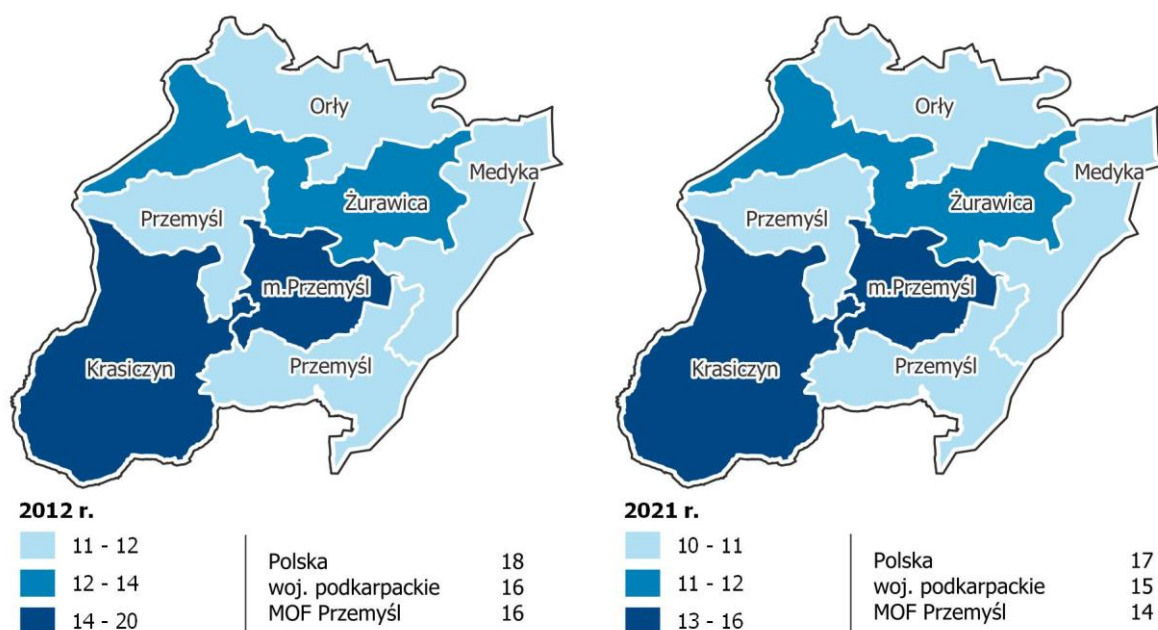 Orły
Medyka
Żurawica
Przemyśl
m.Przemyśl
Krasiczyn
Przemyśl
2012 r.
11 - 12
12 - 14
14 - 20
Polska 18
woj. podkarpackie 16
MOF Przemyśl 16
Orły
Medyka
Żurawica
Przemyśl
m.Przemyśl
Krasiczyn
Przemyśl
2021 r.
10 - 11
11 - 12
13 - 16
Polska 17
woj. podkarpackie 15
MOF Przemyśl 14